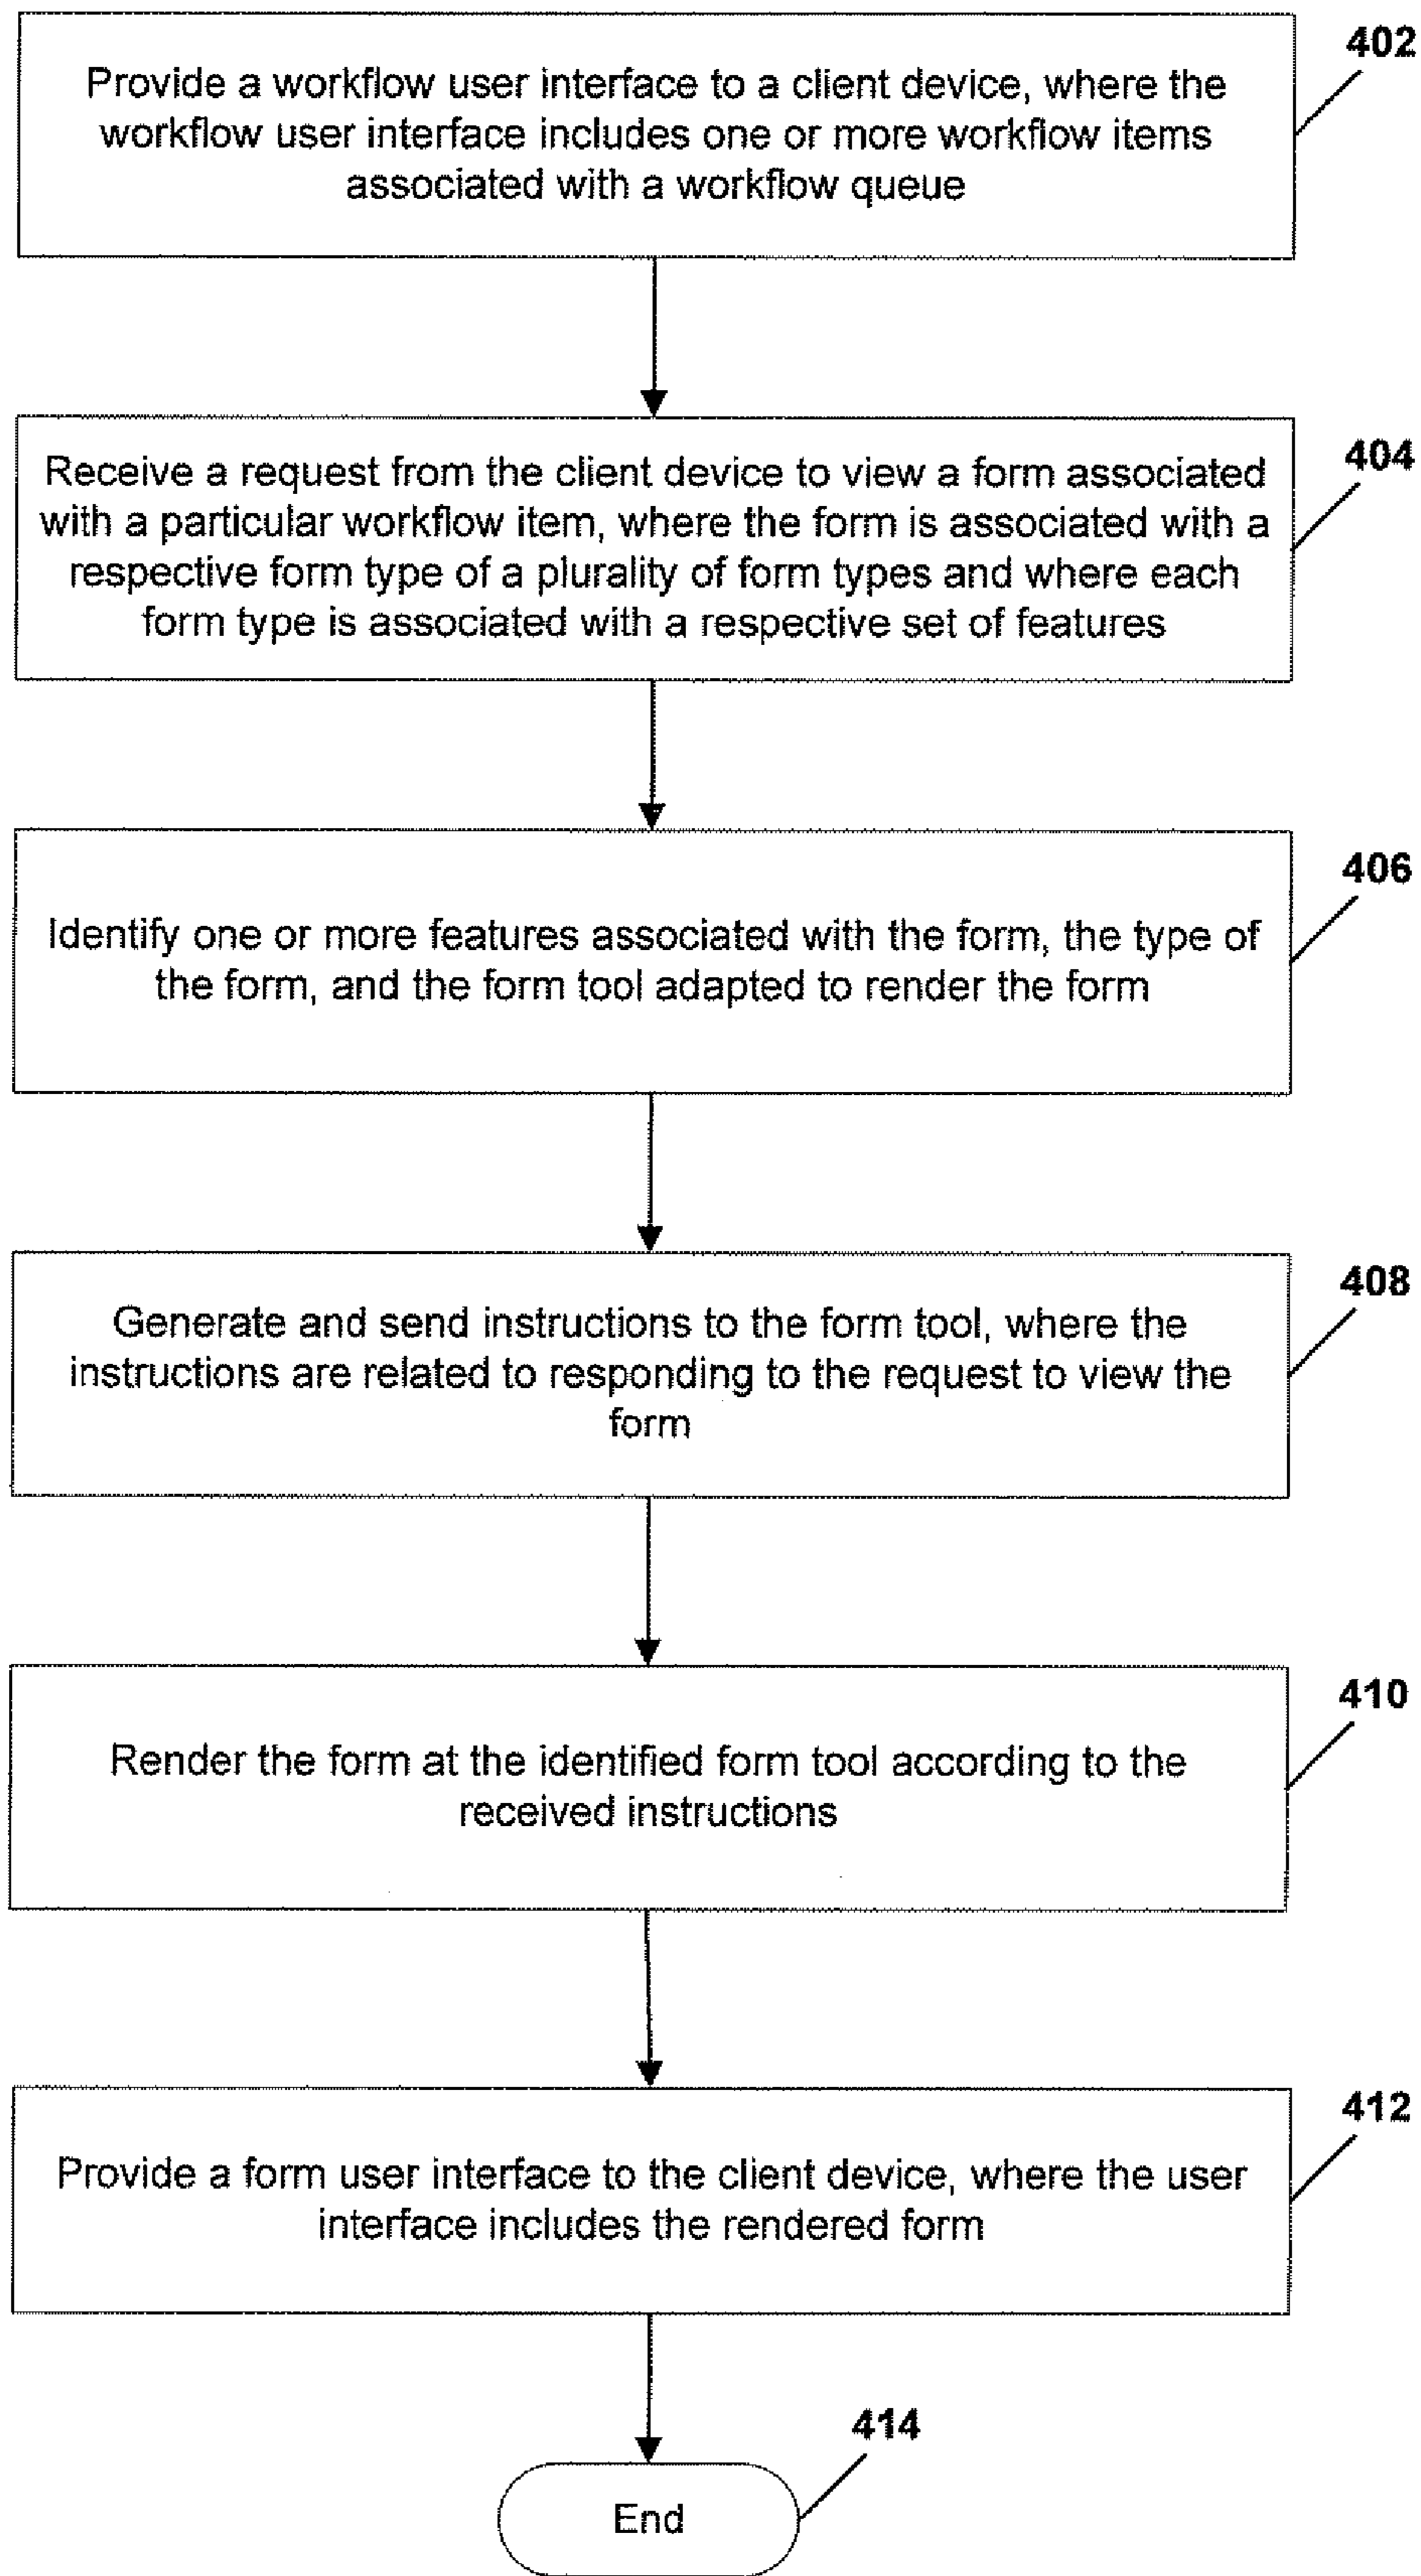 402
Provide a workflow user interface to a client device, where the
workflow user interface includes one or more workflow items
associated with a workflow queue
404
Receive a request from the client device to view a form associated
with a particular workflow item, where the form is associated with a
respective form type of a plurality of form types and where each
form type is associated with a respective set of features
406
Identify one or more features associated with the form, the type of
the form, and the form tool adapted to render the form
408
Generate and send instructions to the form tool, where the
instructions are related to responding to the request to view the
form
410
Render the form at the identified form tool according to the
received instructions
412
Provide a form user interface to the client device, where the user
interface includes the rendered form
414
End